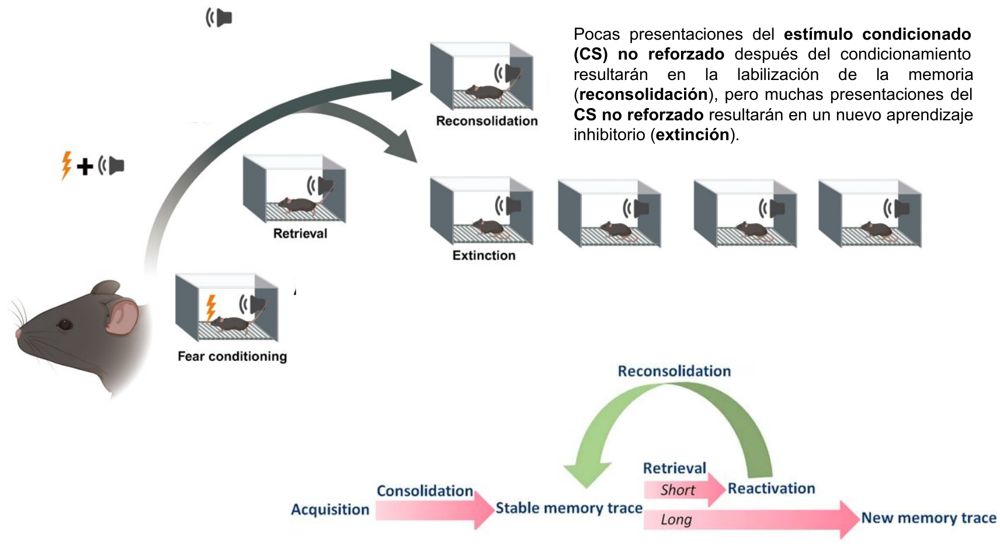 Pocas presentaciones del estímulo condicionado
(CS) no reforzado después del condicionamiento
resultarán en la labilización de la memoria
(reconsolidación), pero muchas presentaciones del
CS no reforzado resultarán en un nuevo aprendizaje
inhibitorio (extinción).
Reconsolidation
Retrieval
Extinction
Fear conditioning
Reconsolidation
Retrieval
Short
Reactivation
Consolidation
Acquisition
Stable memory trace
Long
New memory trace